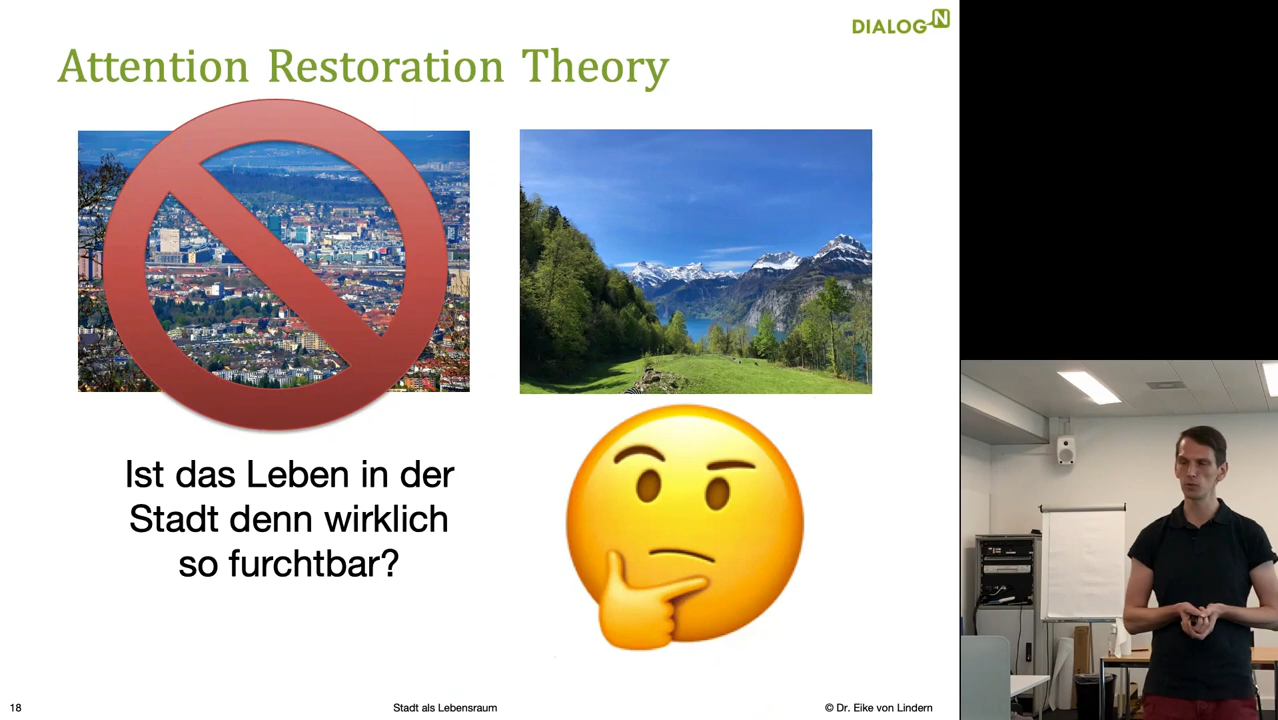 DIALOG N
Attention Restoration Theory
Ist das Leben in der
Stadt denn wirklich
so furchtbar?
18
Stadt als Lebensraum
© Dr. Eike von Lindern